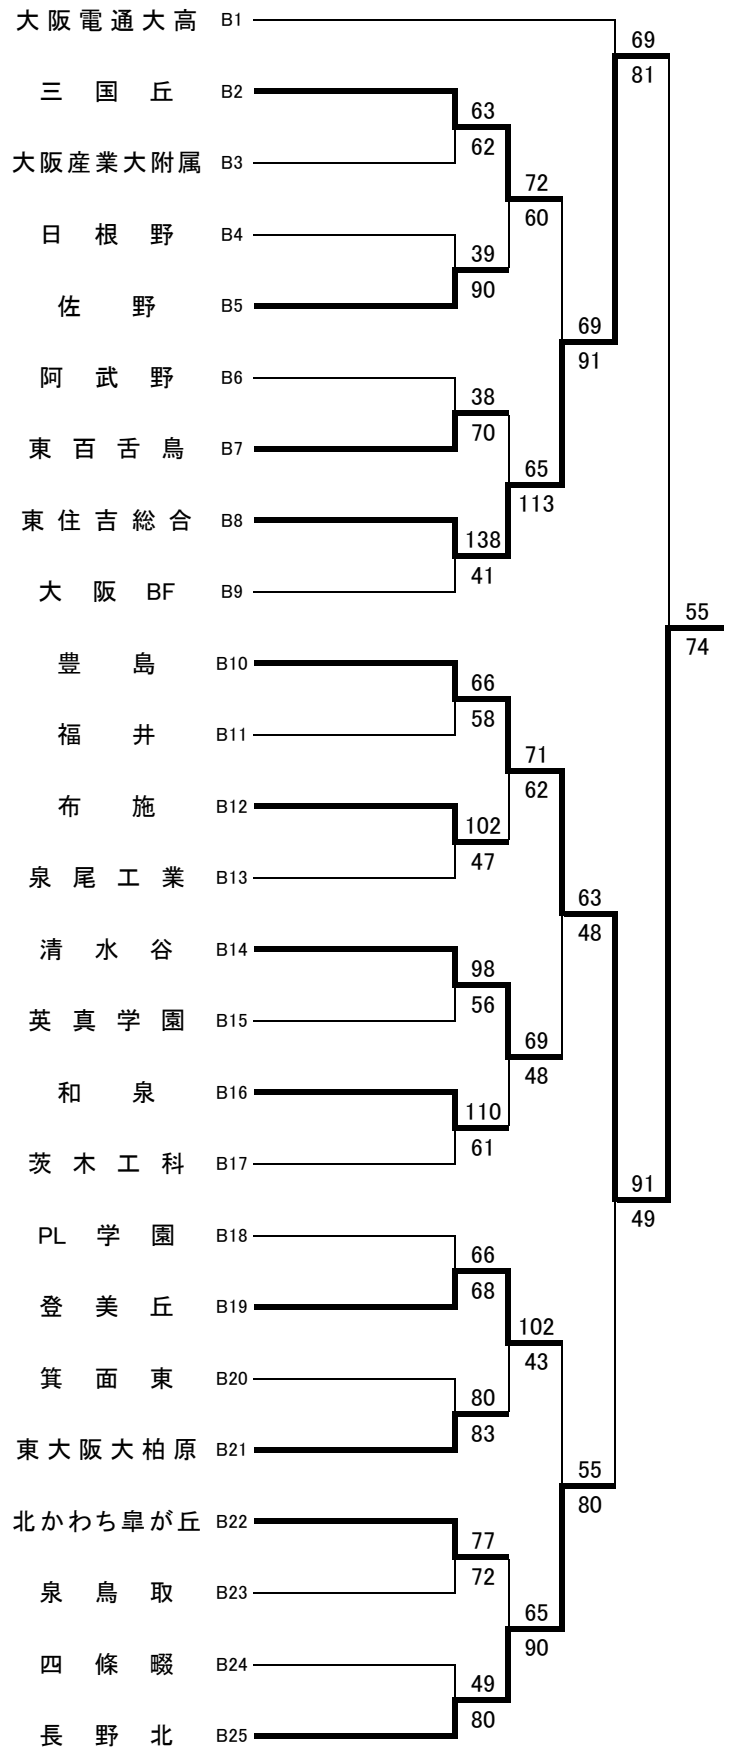 大阪電通大高 B1
69
81
三国丘 B2
63
62
大阪産業大附属 B3
72
60
日根野 B4
39
90
佐野 B5
69
91
阿武野 B6
38
70
東百舌鳥 B7
65
113
東住吉総合 B8
138
41
大阪BF B9
55
74
豊島 B10
66
58
福井 B11
71
62
布施 B12
102
47
泉尾工業 B13
63
48
清水谷 B14
98
56
英真学園 B15
69
48
和泉 B16
110
61
茨木工科 B17
91
49
PL学園 B18
66
68
登美丘 B19
102
43
箕面東 B20
80
83
東大阪大柏原 B21
55
80
北かわち皐が丘 B22
77
72
泉鳥取 B23
65
90
四條畷 B24
49
80
長野北 B25